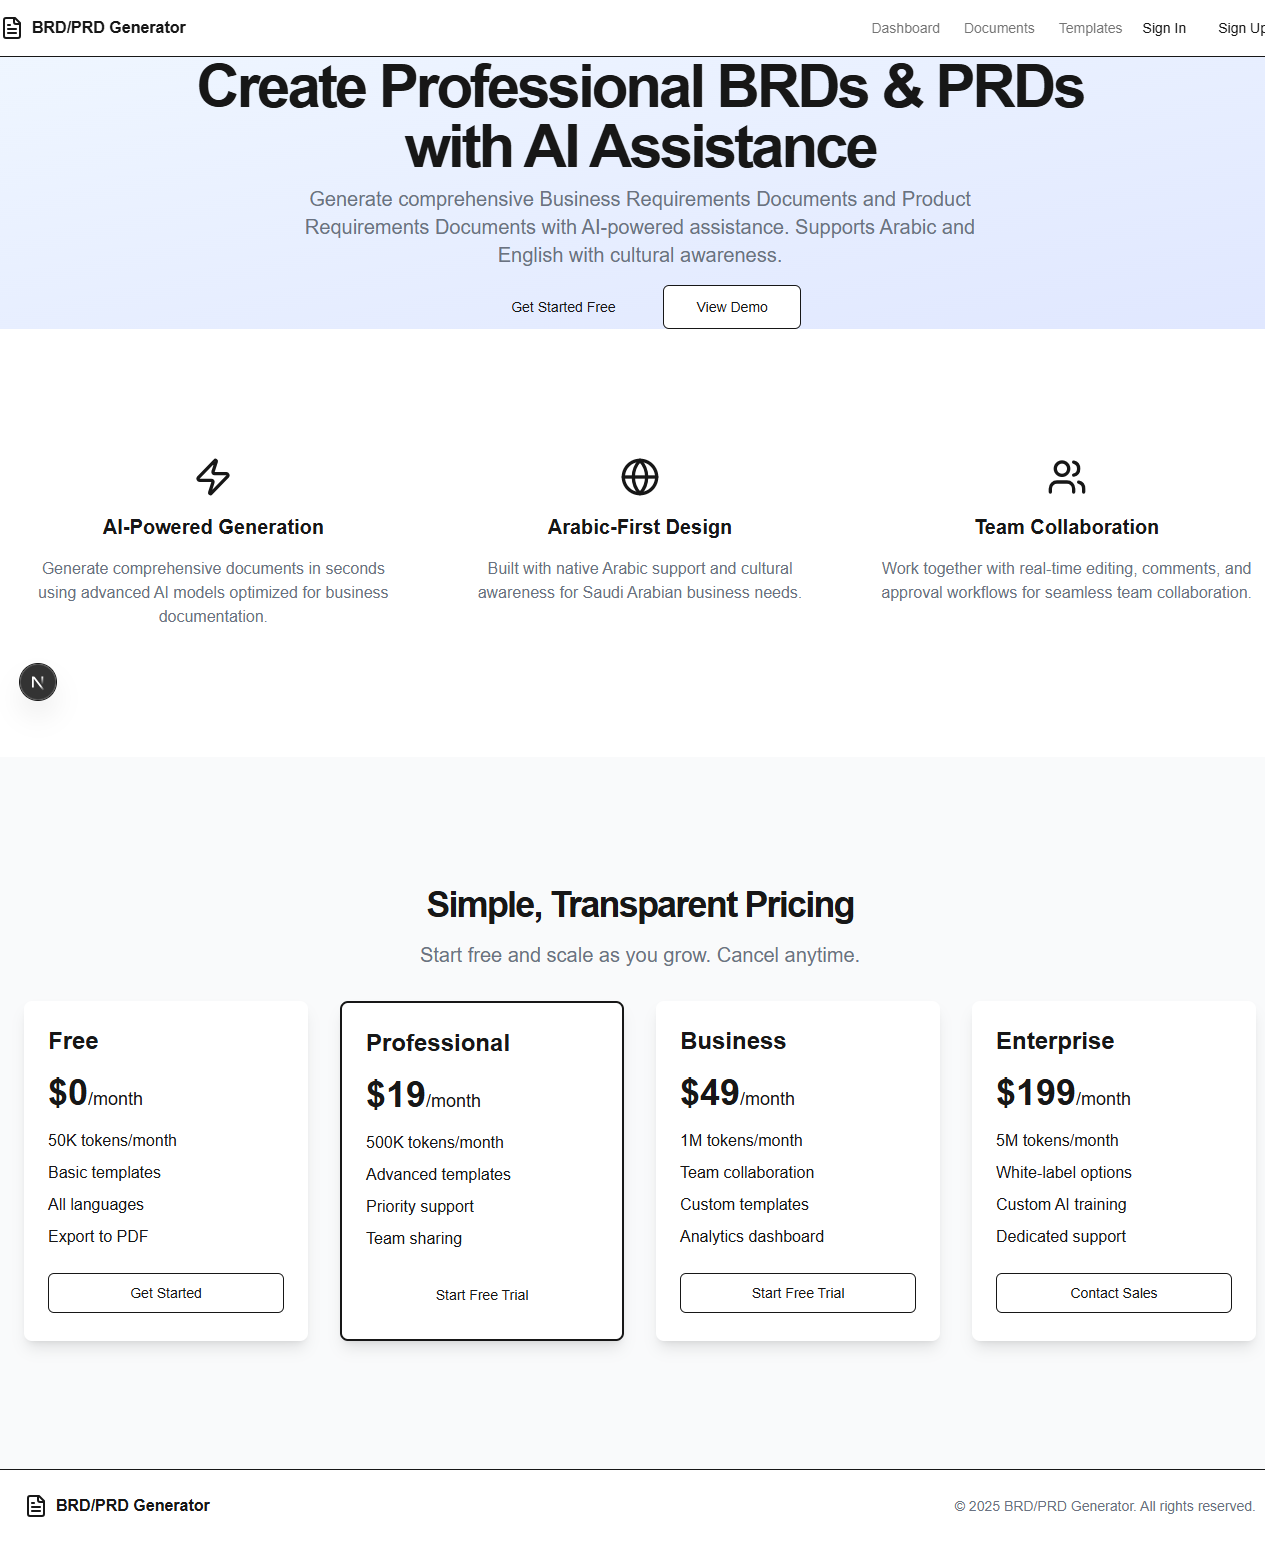 BRD/PRD Generator
Dashboard Documents Templates Sign In Sign Up
Create Professional BRDs & PRDs
with AI Assistance
Generate comprehensive Business Requirements Documents and Product
Requirements Documents with AI-powered assistance. Supports Arabic and
English with cultural awareness.
Get Started Free
View Demo
AI-Powered Generation
Generate comprehensive documents in seconds
using advanced AI models optimized for business
documentation.
Arabic-First Design
Built with native Arabic support and cultural
awareness for Saudi Arabian business needs.
Team Collaboration
Work together with real-time editing, comments, and
approval workflows for seamless team collaboration.
N
Simple, Transparent Pricing
Start free and scale as you grow. Cancel anytime.
Free
$0/month
50K tokens/month
Basic templates
All languages
Export to PDF
Get Started
Professional
$19/month
500K tokens/month
Advanced templates
Priority support
Team sharing
Start Free Trial
Business
$49/month
1M tokens/month
Team collaboration
Custom templates
Analytics dashboard
Start Free Trial
Enterprise
$199/month
5M tokens/month
White-label options
Custom AI training
Dedicated support
Contact Sales
BRD/PRD Generator
© 2025 BRD/PRD Generator. All rights reserved.